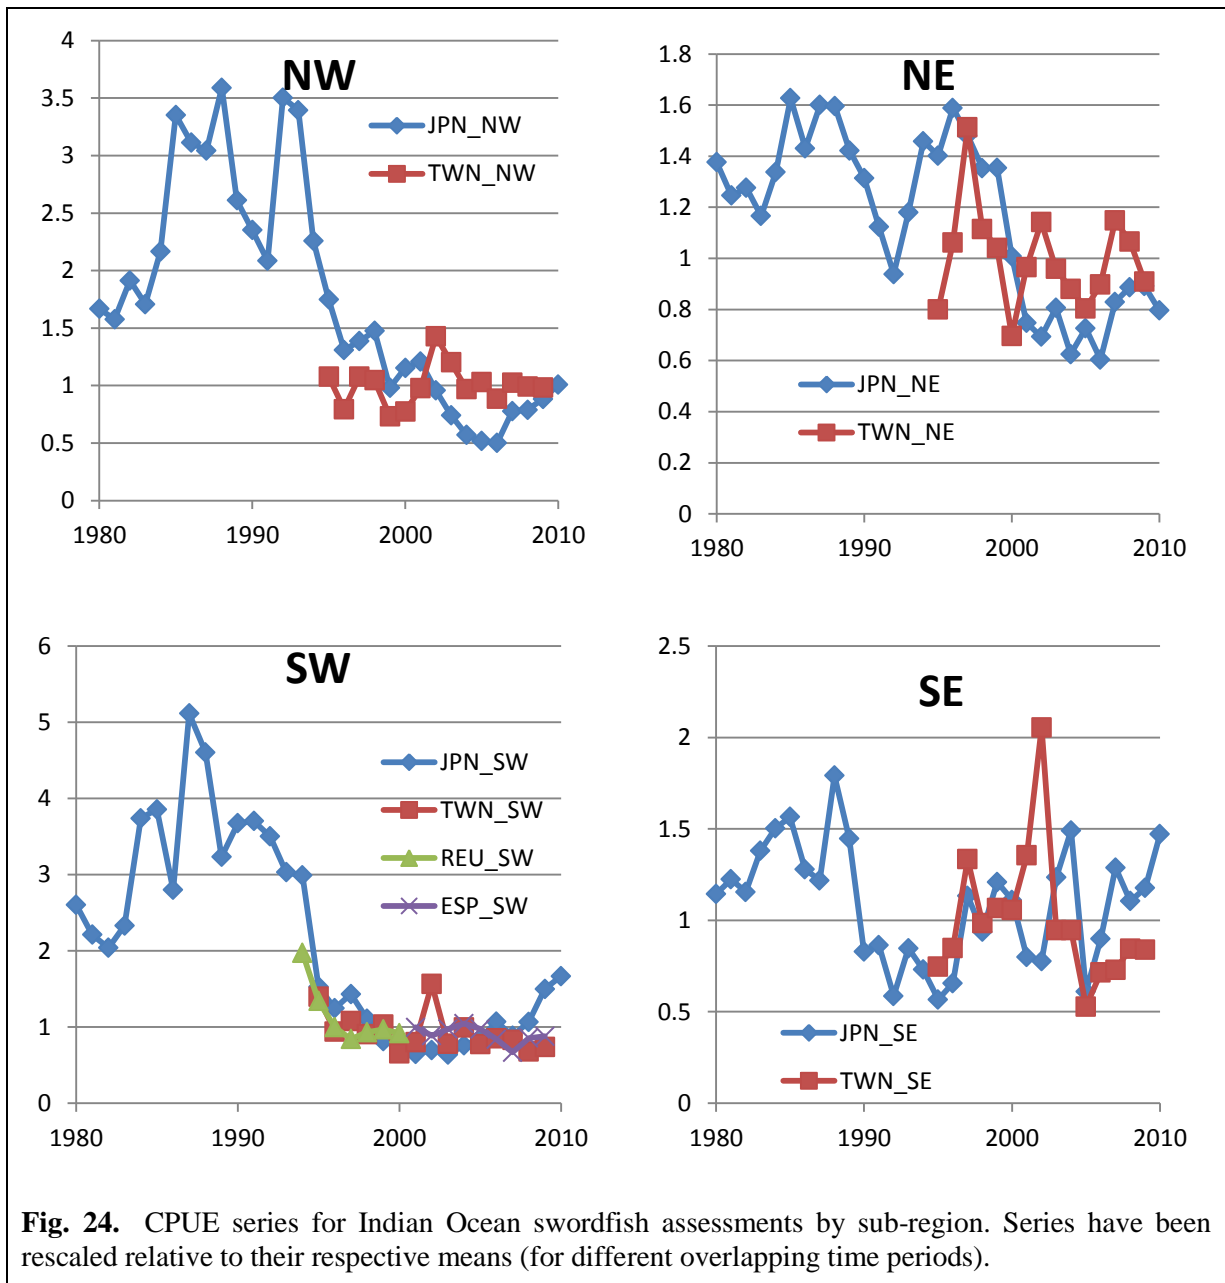 NW
4
3.5
3
2.5
2
1.5
1
0.5
0
1980 1990 2000 2010
JPN_NW
TWN_NW
NE
1.8
1.6
1.4
1.2
1
0.8
0.6
0.4
0.2
0
1980 1990 2000 2010
JPN_NE
TWN_NE
SW
6
5
4
3
2
1
0
1980 1990 2000 2010
JPN_SW
TWN_SW
REU_SW
ESP_SW
SE
2.5
2
1.5
1
0.5
0
1980 1990 2000 2010
JPN_SE
TWN_SE
Fig. 24. CPUE series for Indian Ocean swordfish assessments by sub-region. Series have been
rescaled relative to their respective means (for different overlapping time periods).